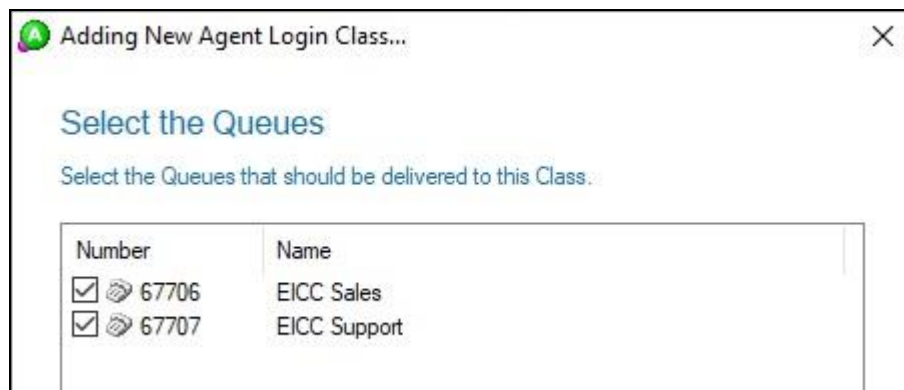 Adding New Agent Login Class...
Select the Queues
Select the Queues that should be delivered to this Class.
Number Name
67706 EICC Sales
67707 EICC Support